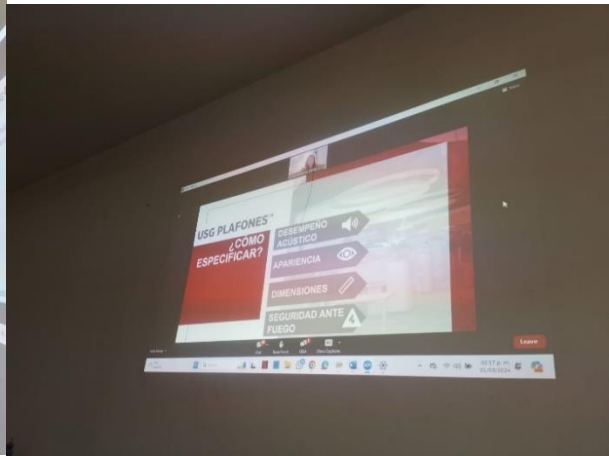 USG PLAFONES™
¿CÓMO
ESPECIFICAR?
DESEMPEÑO
ACÚSTICO
APARIENCIA
DIMENSIONES
SEGURIDAD ANTE
FUEGO
Leave